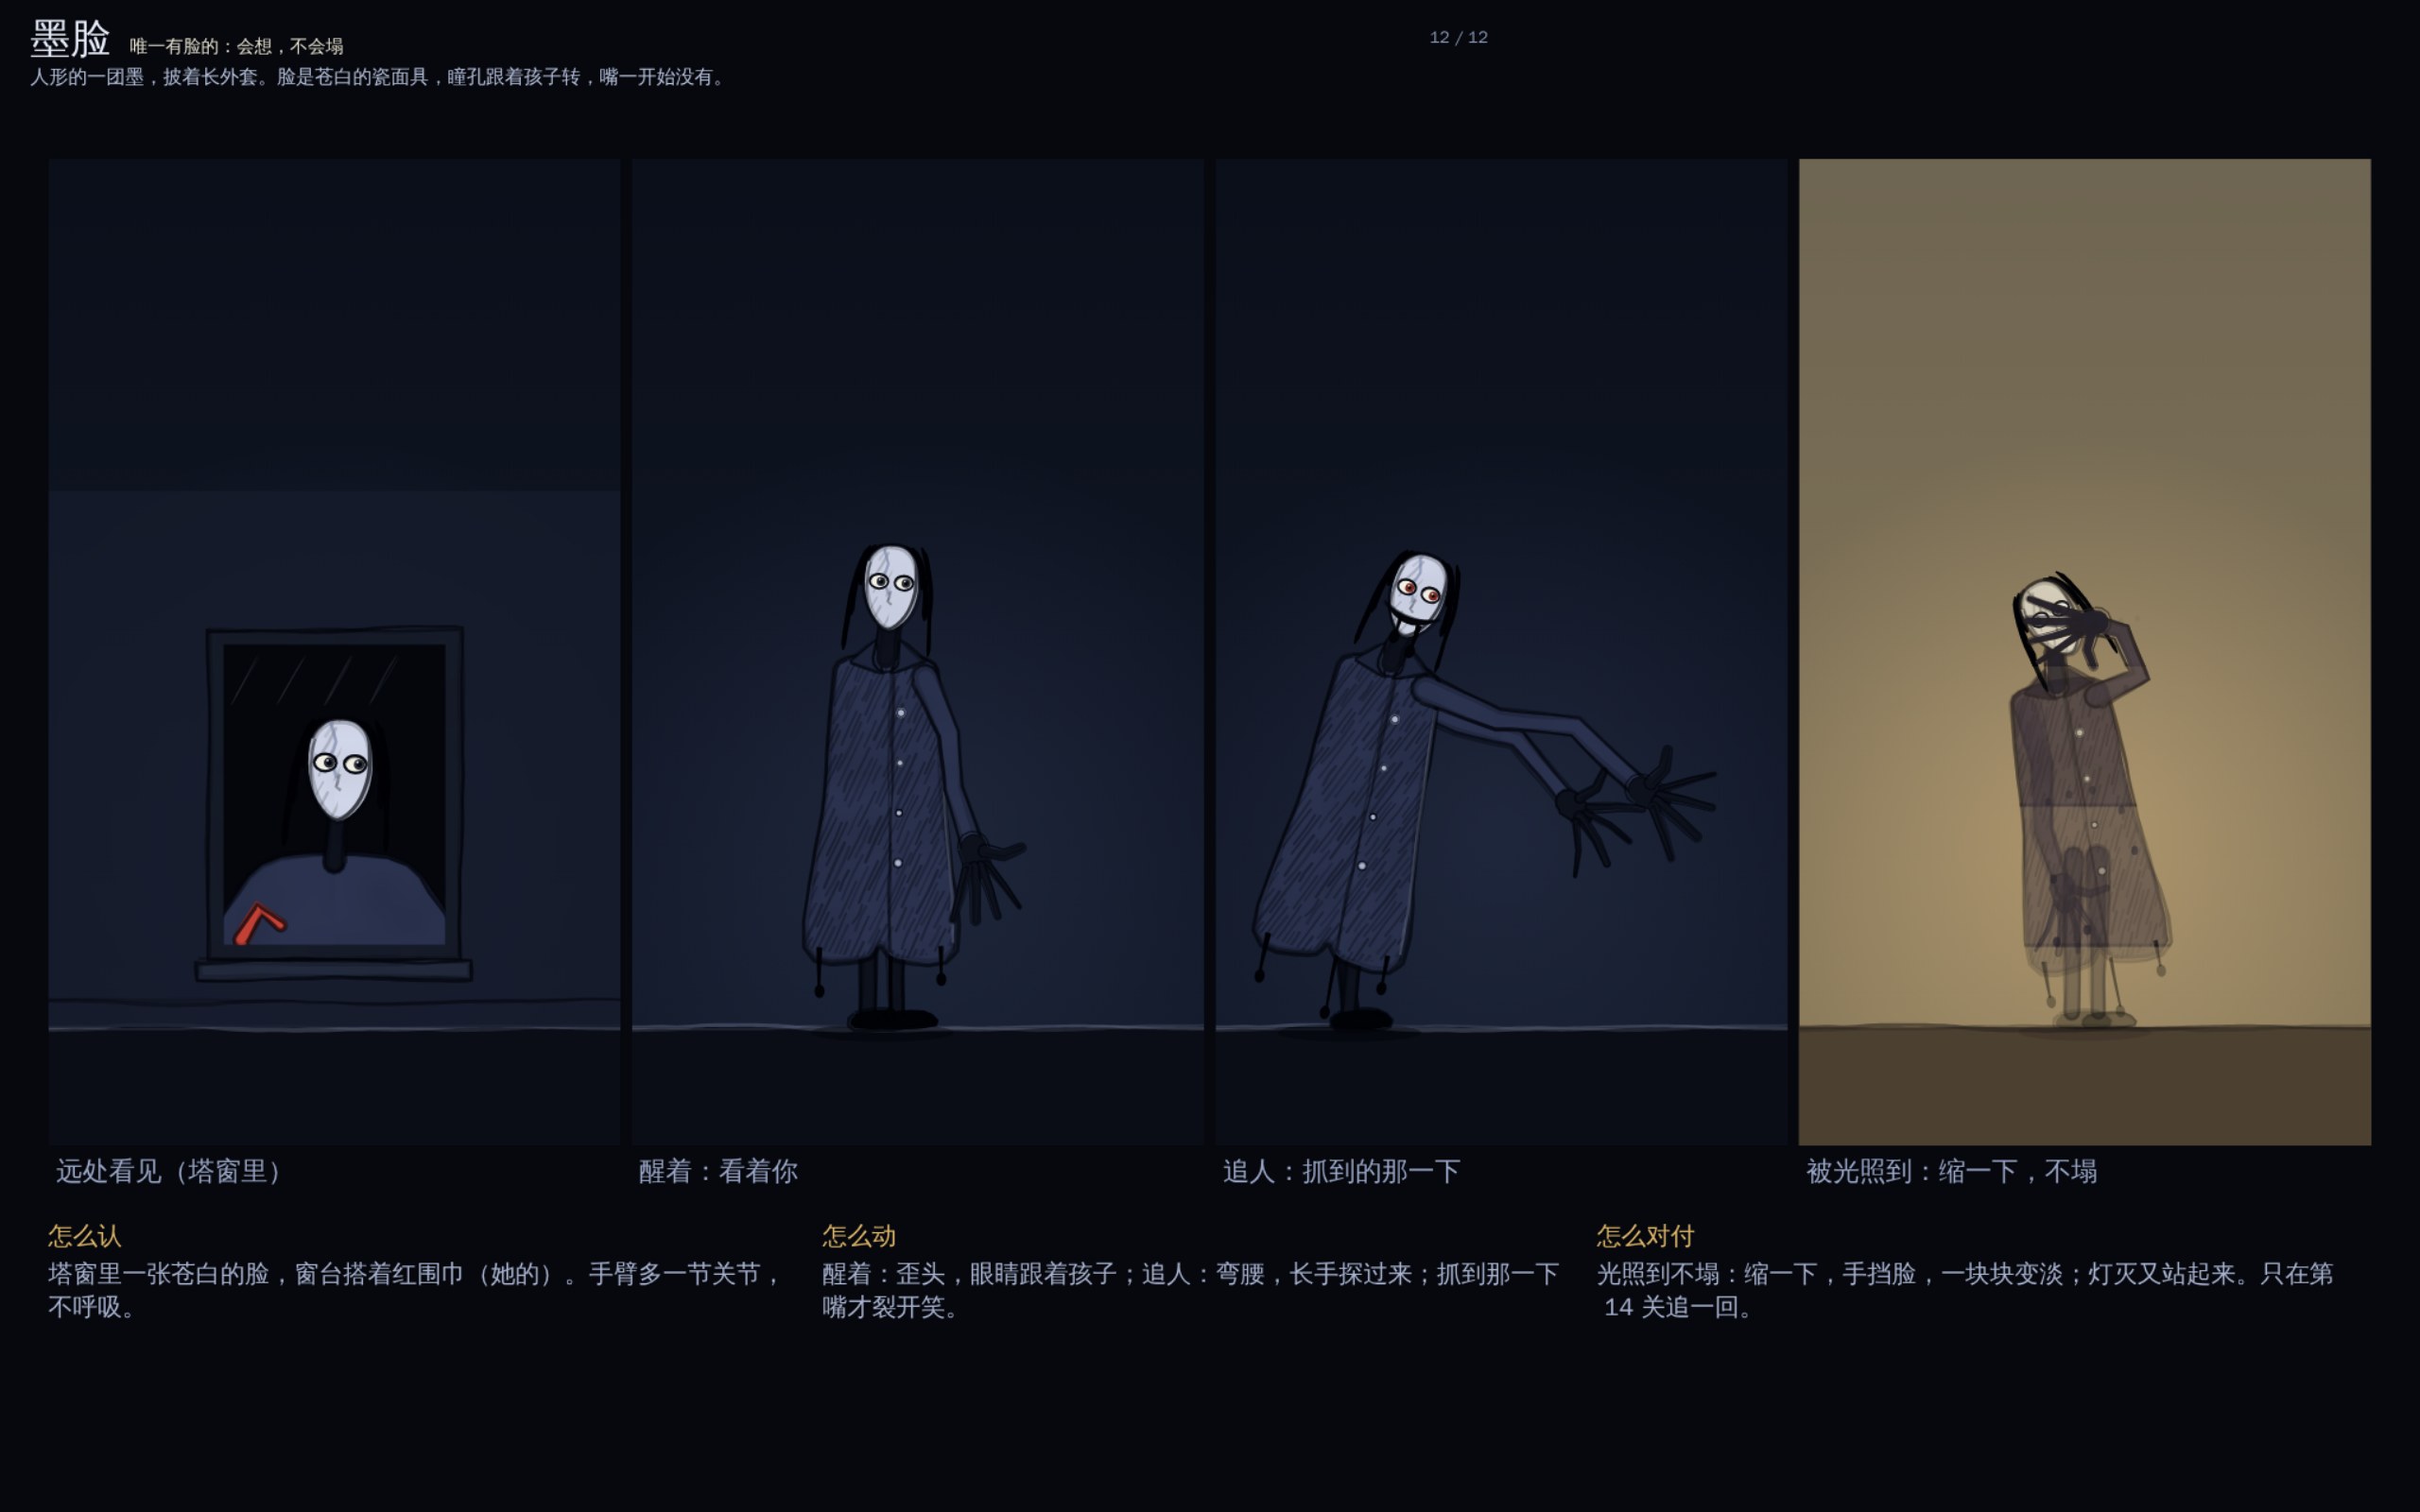 墨脸 唯一有脸的：会想，不会塌
12 / 12
人形的一团墨，披着长外套。脸是苍白的瓷面具，瞳孔跟着孩子转，嘴一开始没有。
远处看见（塔窗里）
醒着：看着你
追人：抓到的那一下
被光照到：缩一下，不塌
怎么认
窗台里一张苍白的脸，窗台搭着红围巾（她的）。手臂多一节关节，
不呼吸。
怎么动
醒着：歪头，眼睛跟着孩子；追人：弯腰，长手探过来；抓到那一下
嘴才裂开笑。
怎么对付
光照到不塌：缩一下，手挡脸，一块块变淡；灯灭又站起来。只在第
14 关追一回。